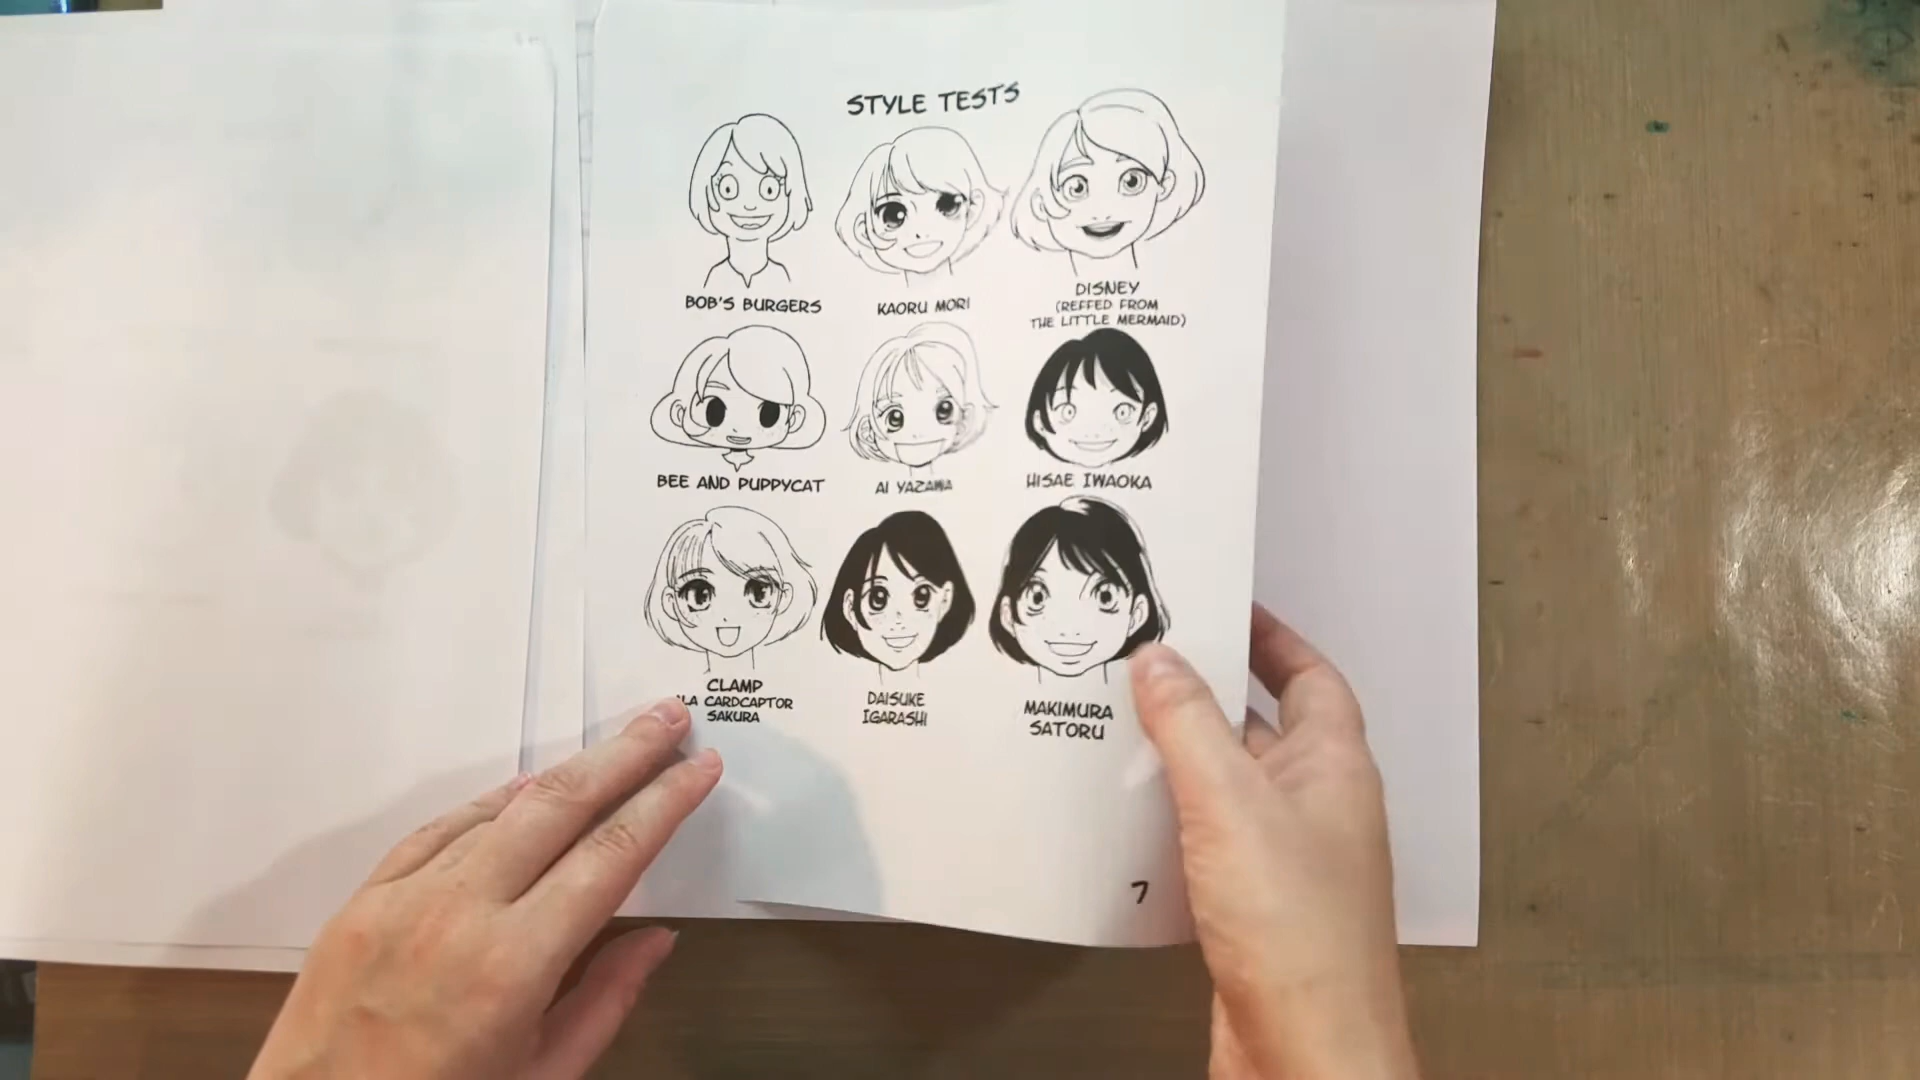 STYLE TESTS
BOB'S BURGERS
KAORU MORI
DISNEY
(REFFED FROM
THE LITTLE MERMAID)
BEE AND PUPPYCAT
AI YAZAWA
HISAE IWAOKA
CLAMP
CARDCAPTOR
SAKURA
DAISUKE
IGARASHI
MAKIMURA
SATORU
7